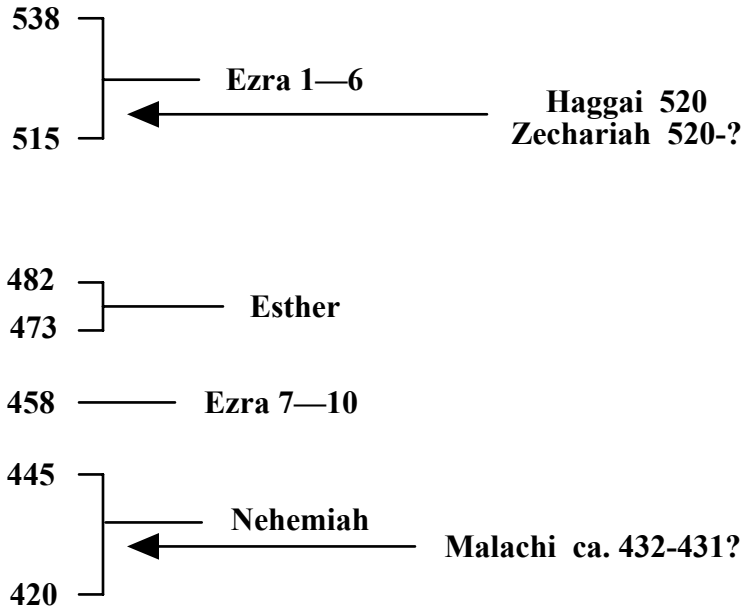 538
Ezra 1—6
Haggai 520
515
Zechariah 520-?
482
Esther
473
458
Ezra 7—10
445
Nehemiah
Malachi ca. 432-431?
420